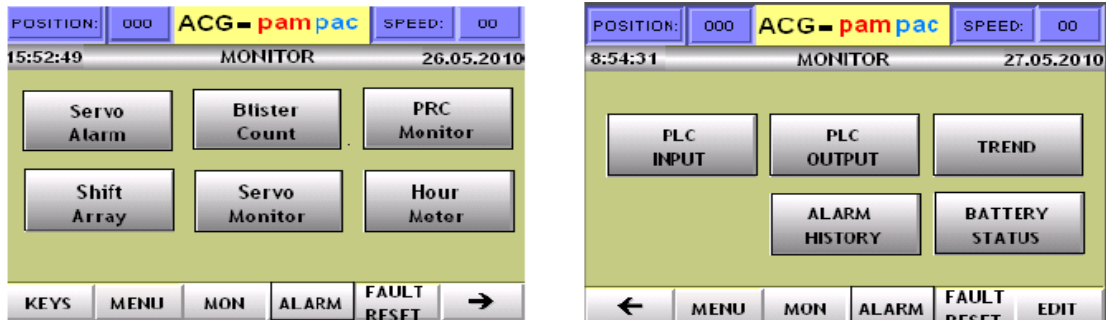 POSITION: 000 ACG- pampac SPEED: 00
15:52:49 MONITOR 26.05.2010
Servo Alarm
Blister Count
PRC Monitor
Shift Array
Servo Monitor
Hour Meter
KEYS MENU MON ALARM FAULT RESET →
POSITION: 000 ACG- pampac SPEED: 00
8:54:31 MONITOR 27.05.2010
PLC INPUT
PLC OUTPUT
TREND
ALARM HISTORY
BATTERY STATUS
← MENU MON ALARM FAULT RESET EDIT